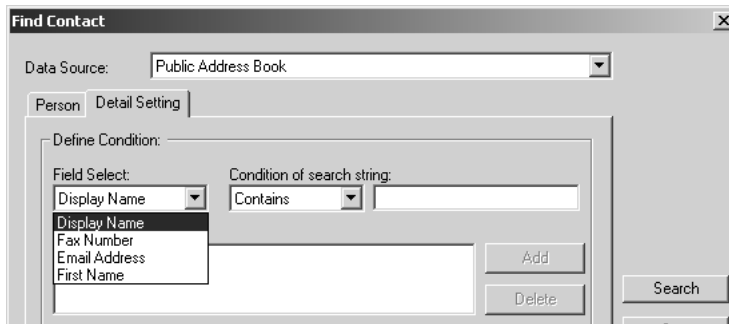 Find Contact
Data Source: Public Address Book
Person Detail Setting
Define Condition:
Field Select: Condition of search string:
Display Name Contains
Display Name
Fax Number
Email Address
First Name
Add
Delete
Search